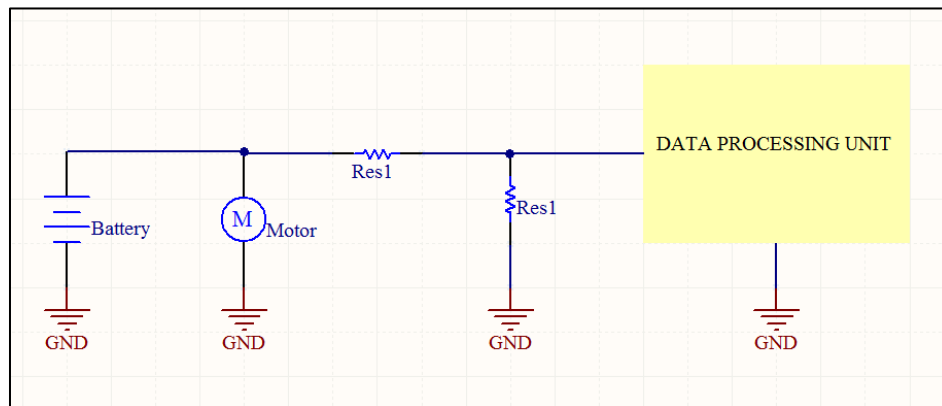 DATA PROCESSING UNIT
Res1
Res1
Battery
M
Motor
GND
GND
GND
GND